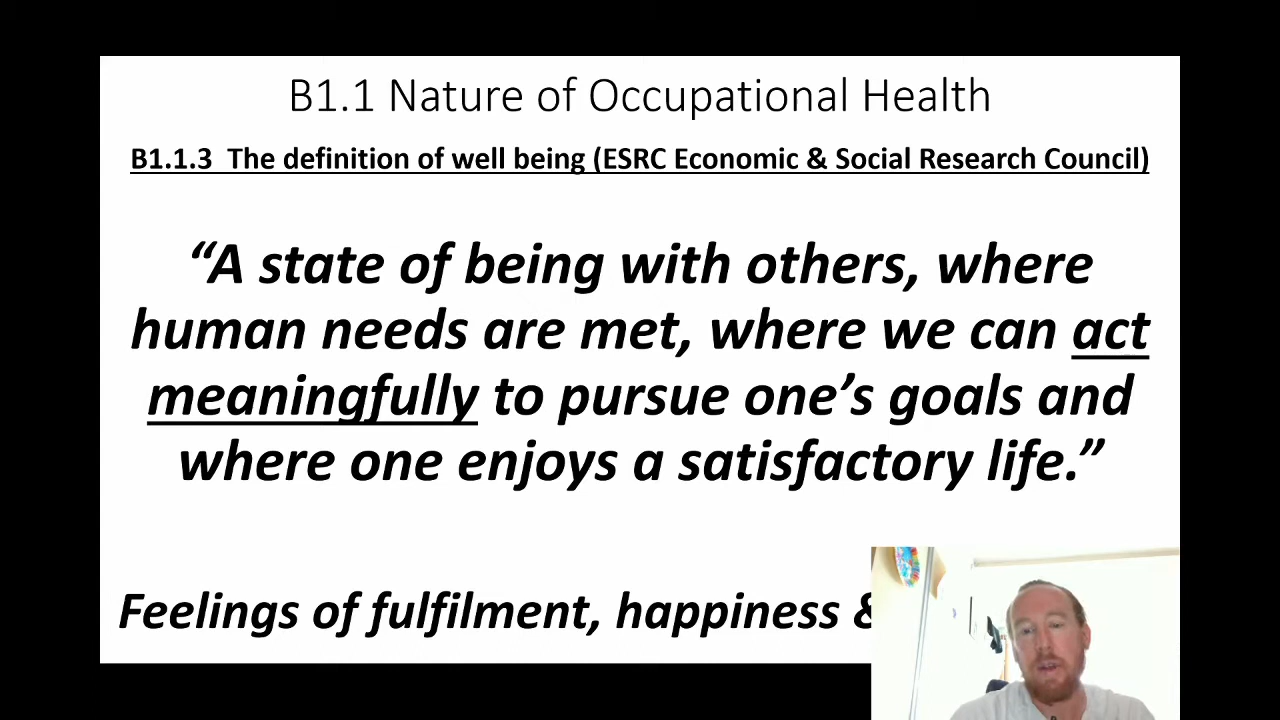 B1.1 Nature of Occupational Health
B1.1.3 The definition of well being (ESRC Economic & Social Research Council)
“A state of being with others, where
human needs are met, where we can act
meaningfully to pursue one’s goals and
where one enjoys a satisfactory life.”
Feelings of fulfilment, happiness &